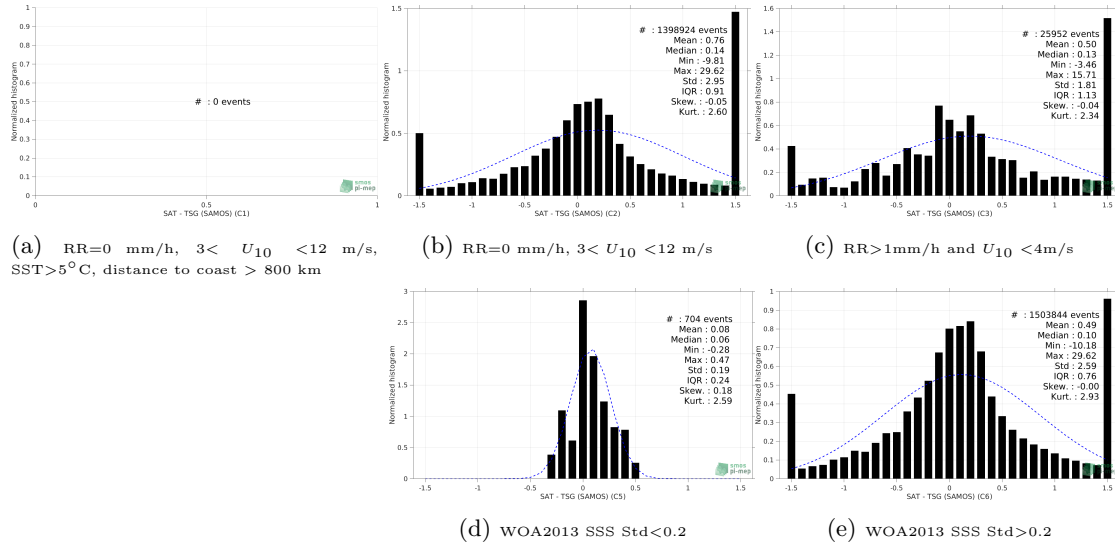 1
0.9
0.8
0.7
0.6
0.5
0.4
0.3
0.2
0.1
0
Normalized histogram
# : 0 events
smos
pi-mep
0
0.5
1
SAT - TSG (SAMOS) (C1)
(a) RR=0 mm/h, 3< U10 <12 m/s,
SST>5°C, distance to coast > 800 km
1.5
1
0.5
0
Normalized histogram
# : 1398924 events
Mean : 0.76
Median : 0.14
Min : -9.81
Max : 29.62
Std : 2.95
IQR : 0.91
Skew. : -0.05
Kurt. : 2.60
smos
pi-mep
-1.5
-1
-0.5
0
0.5
1
1.5
SAT - TSG (SAMOS) (C2)
(b) RR=0 mm/h, 3< U10 <12 m/s
1.6
1.4
1.2
1
0.8
0.6
0.4
0.2
0
Normalized histogram
# : 25952 events
Mean : 0.50
Median : 0.13
Min : -3.46
Max : 15.71
Std : 1.81
IQR : 1.13
Skew. : -0.04
Kurt. : 2.34
pi-mep
-1.5
-1
-0.5
0
0.5
1
1.5
SAT - TSG (SAMOS) (C3)
(c) RR>1mm/h and U10 <4m/s
3
2.5
2
1.5
1
0.5
0
Normalized histogram
# : 704 events
Mean : 0.08
Median : 0.06
Min : -0.28
Max : 0.47
Std : 0.19
IQR : 0.24
Skew. : 0.18
Kurt. : 2.59
smos
pi-mep
-1.5
-1
-0.5
0
0.5
1
1.5
SAT - TSG (SAMOS) (C5)
(d) WOA2013 SSS Std<0.2
1
0.9
0.8
0.7
0.6
0.5
0.4
0.3
0.2
0.1
0
Normalized histogram
# : 1503844 events
Mean : 0.49
Median : 0.10
Min : -10.18
Max : 29.62
Std : 2.59
IQR : 0.76
Skew. : -0.00
Kurt. : 2.93
pi-mep
-1.5
-1
-0.5
0
0.5
1
1.5
SAT - TSG (SAMOS) (C6)
(e) WOA2013 SSS Std>0.2